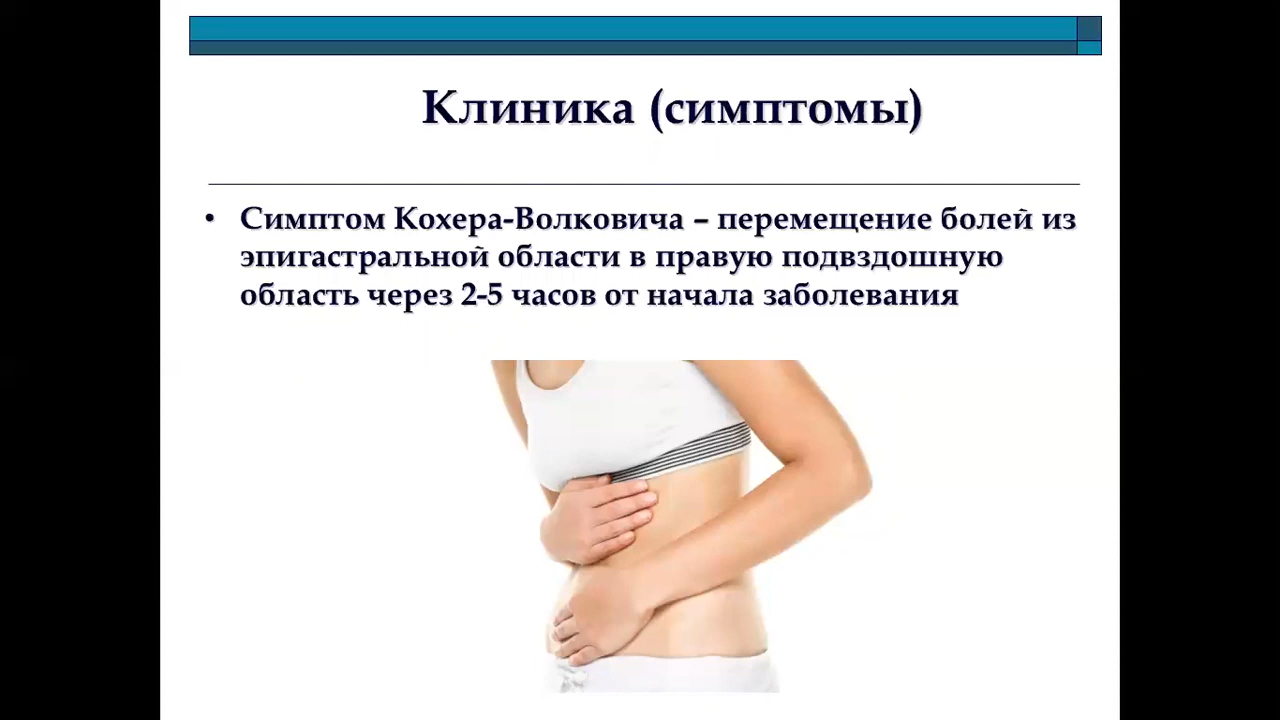 Клиника (симптомы)
• Симптом Кохера-Волковича – перемещение болей из
эпигастральной области в правую подвздошную
область через 2-5 часов от начала заболевания